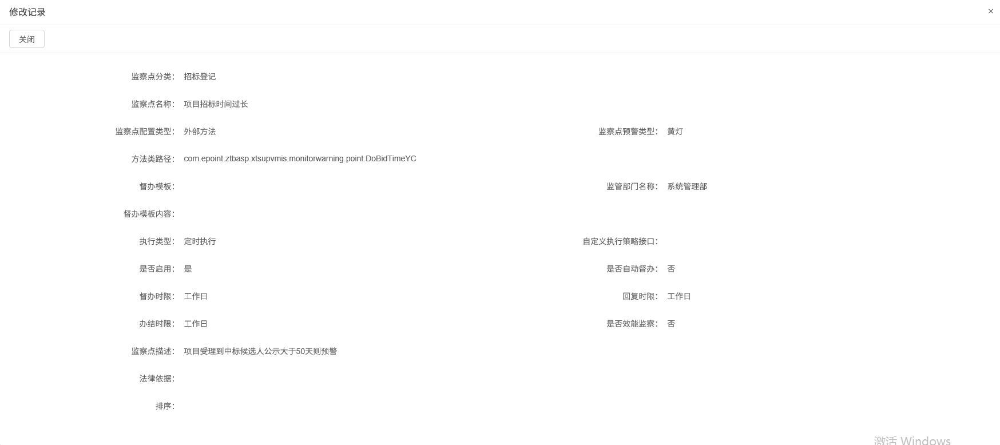 修改记录
×
关闭
监察点分类： 招标登记
监察点名称： 项目招标时间过长
监察点配置类型： 外部方法 监察点预警类型： 黄灯
方法类路径： com.epoint.ztbasp.xtsupvmis.monitorwarning.point.DoBidTimeYC
督办模板： 监管部门名称： 系统管理部
督办模板内容：
执行类型： 定时执行 自定义执行策略接口：
是否启用： 是 是否自动督办： 否
督办时限： 工作日 回复时限： 工作日
办结时限： 工作日 是否效能监察： 否
监察点描述： 项目受理到中标候选人公示大于50天则预警
法律依据：
排序：
激活 Windows